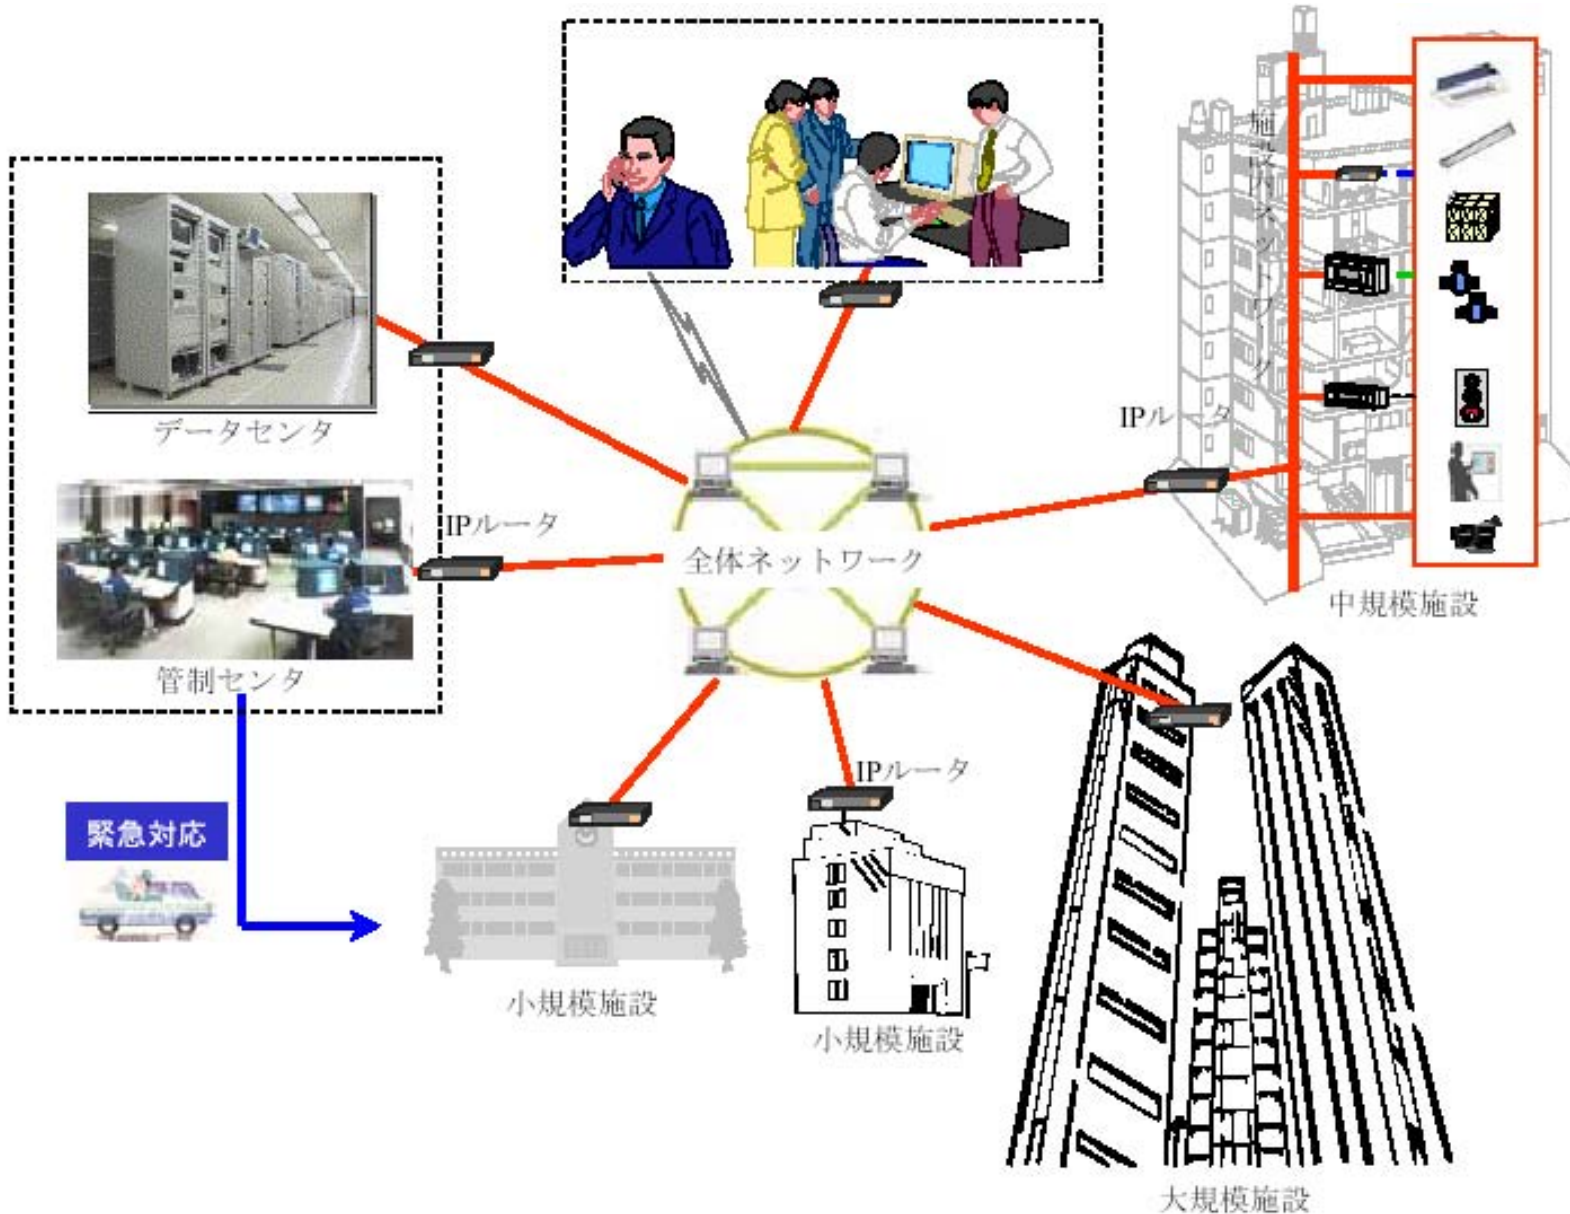 データセンタ
IPルータ
管制センタ
緊急対応
全体ネットワーク
施設内ネットワーク
IPルータ
中規模施設
IPルータ
小規模施設
小規模施設
大規模施設